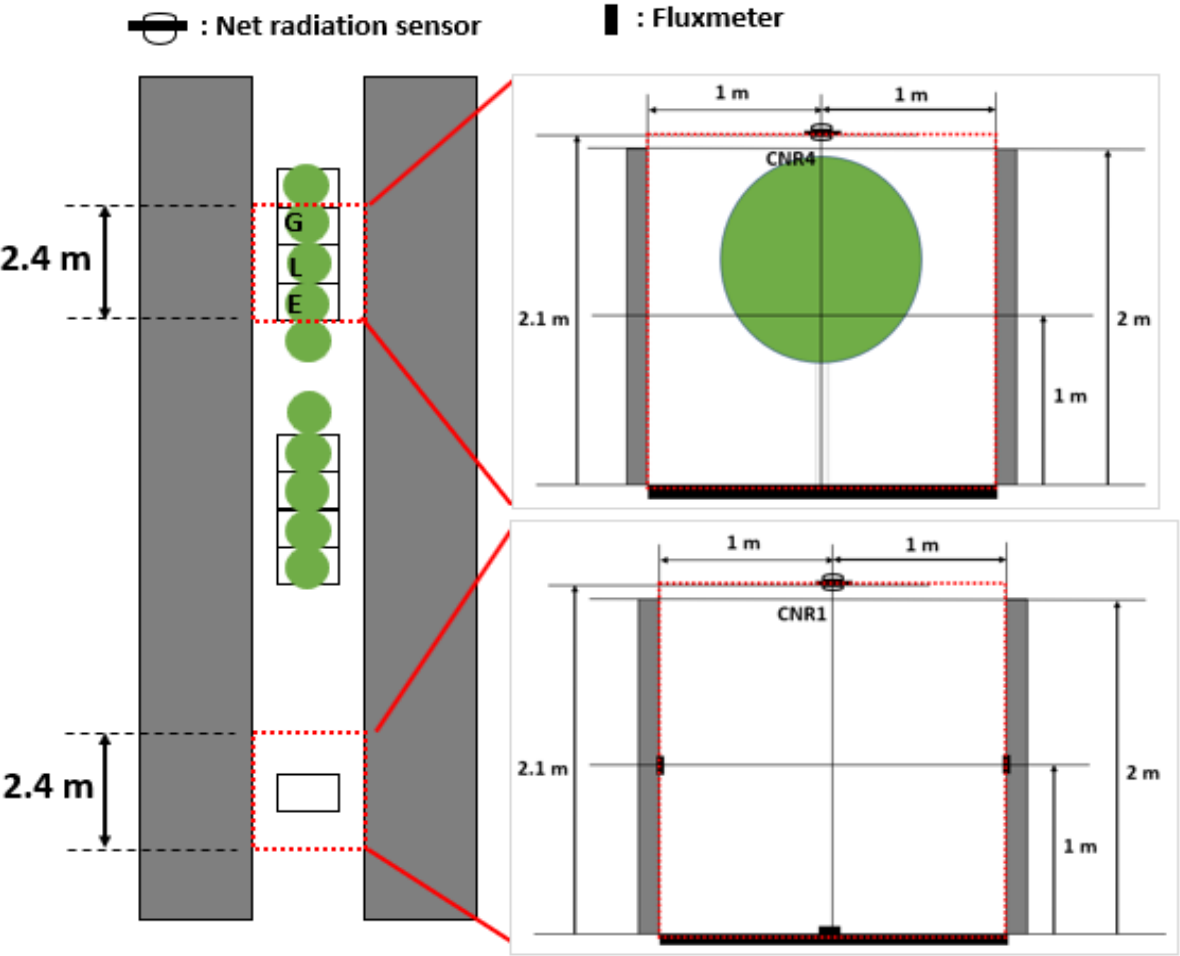 : Net radiation sensor
: Fluxmeter
2.4 m
G
L
E
1 m
1 m
CNR4
2.1 m
2 m
1 m
2.4 m
1 m
1 m
CNR1
2.1 m
2 m
1 m